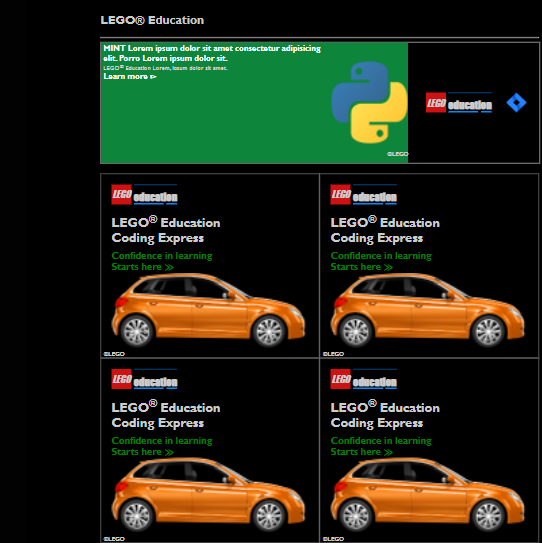 LEGO® Education
MINT Lorem ipsum dolor sit amet consectetur adipisicing
elit. Porro Lorem ipsum dolor sit.
LEGO® Education Lorem, ipsum dolor sit amet.
Learn more ▻
©LEGO
LEGO education
LEGO education
LEGO® Education
Coding Express
Confidence in learning
Starts here ≫
©LEGO
LEGO education
LEGO® Education
Coding Express
Confidence in learning
Starts here ≫
©LEGO
LEGO education
LEGO® Education
Coding Express
Confidence in learning
Starts here ≫
©LEGO
LEGO education
LEGO® Education
Coding Express
Confidence in learning
Starts here ≫
©LEGO